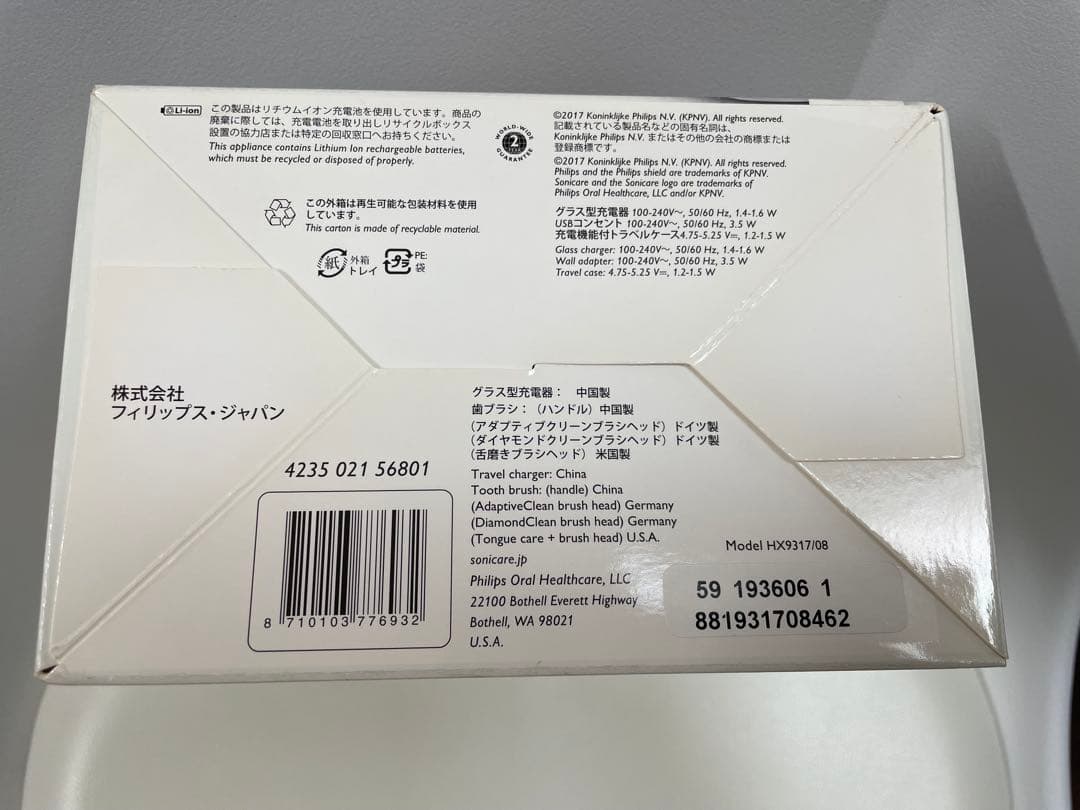 Li-ion
この製品はリチウムイオン充電池を使用しています。商品の
廃棄に際しては、充電電池を取り出しリサイクルボックス
設置の協力店または特定の回収窓口へお持ちください。
This appliance contains Lithium Ion rechargeable batteries,
which must be recycled or disposed of properly.
WORLD-WIDE
2
GUARANTEE
この外箱は再生可能な包装材料を使用
しています。
This carton is made of recyclable material.
紙
外箱
トレイ
プラ
PE:
袋
©2017 Koninklijke Philips N.V. (KPNV). All rights reserved.
記載されている製品名などの固有名詞は、
Koninklijke Philips N.V. またはその他の会社の商標または
登録商標です。
©2017 Koninklijke Philips N.V. (KPNV). All rights reserved.
Philips and the Philips shield are trademarks of KPNV.
Sonicare and the Sonicare logo are trademarks of
Philips Oral Healthcare, LLC and/or KPNV.
グラス型充電器 100-240V～, 50/60 Hz, 1.4-1.6 W
USBコンセント 100-240V～, 50/60 Hz, 3.5 W
充電機能付トラベルケース4.75-5.25 V⎓, 1.2-1.5 W
Glass charger: 100-240V～, 50/60 Hz, 1.4-1.6 W
Wall adapter: 100-240V～, 50/60 Hz, 3.5 W
Travel case: 4.75-5.25 V⎓, 1.2-1.5 W
株式会社
フィリップス・ジャパン
4235 021 56801
8 710103 776932
グラス型充電器： 中国製
歯ブラシ：（ハンドル）中国製
（アダプティブクリーンブラシヘッド）ドイツ製
（ダイヤモンドクリーンブラシヘッド）ドイツ製
（舌磨きブラシヘッド） 米国製
Travel charger: China
Tooth brush: (handle) China
(AdaptiveClean brush head) Germany
(DiamondClean brush head) Germany
(Tongue care + brush head) U.S.A.
sonicare.jp
Philips Oral Healthcare, LLC
22100 Bothell Everett Highway
Bothell, WA 98021
U.S.A.
Model HX9317/08
59 193606 1
881931708462